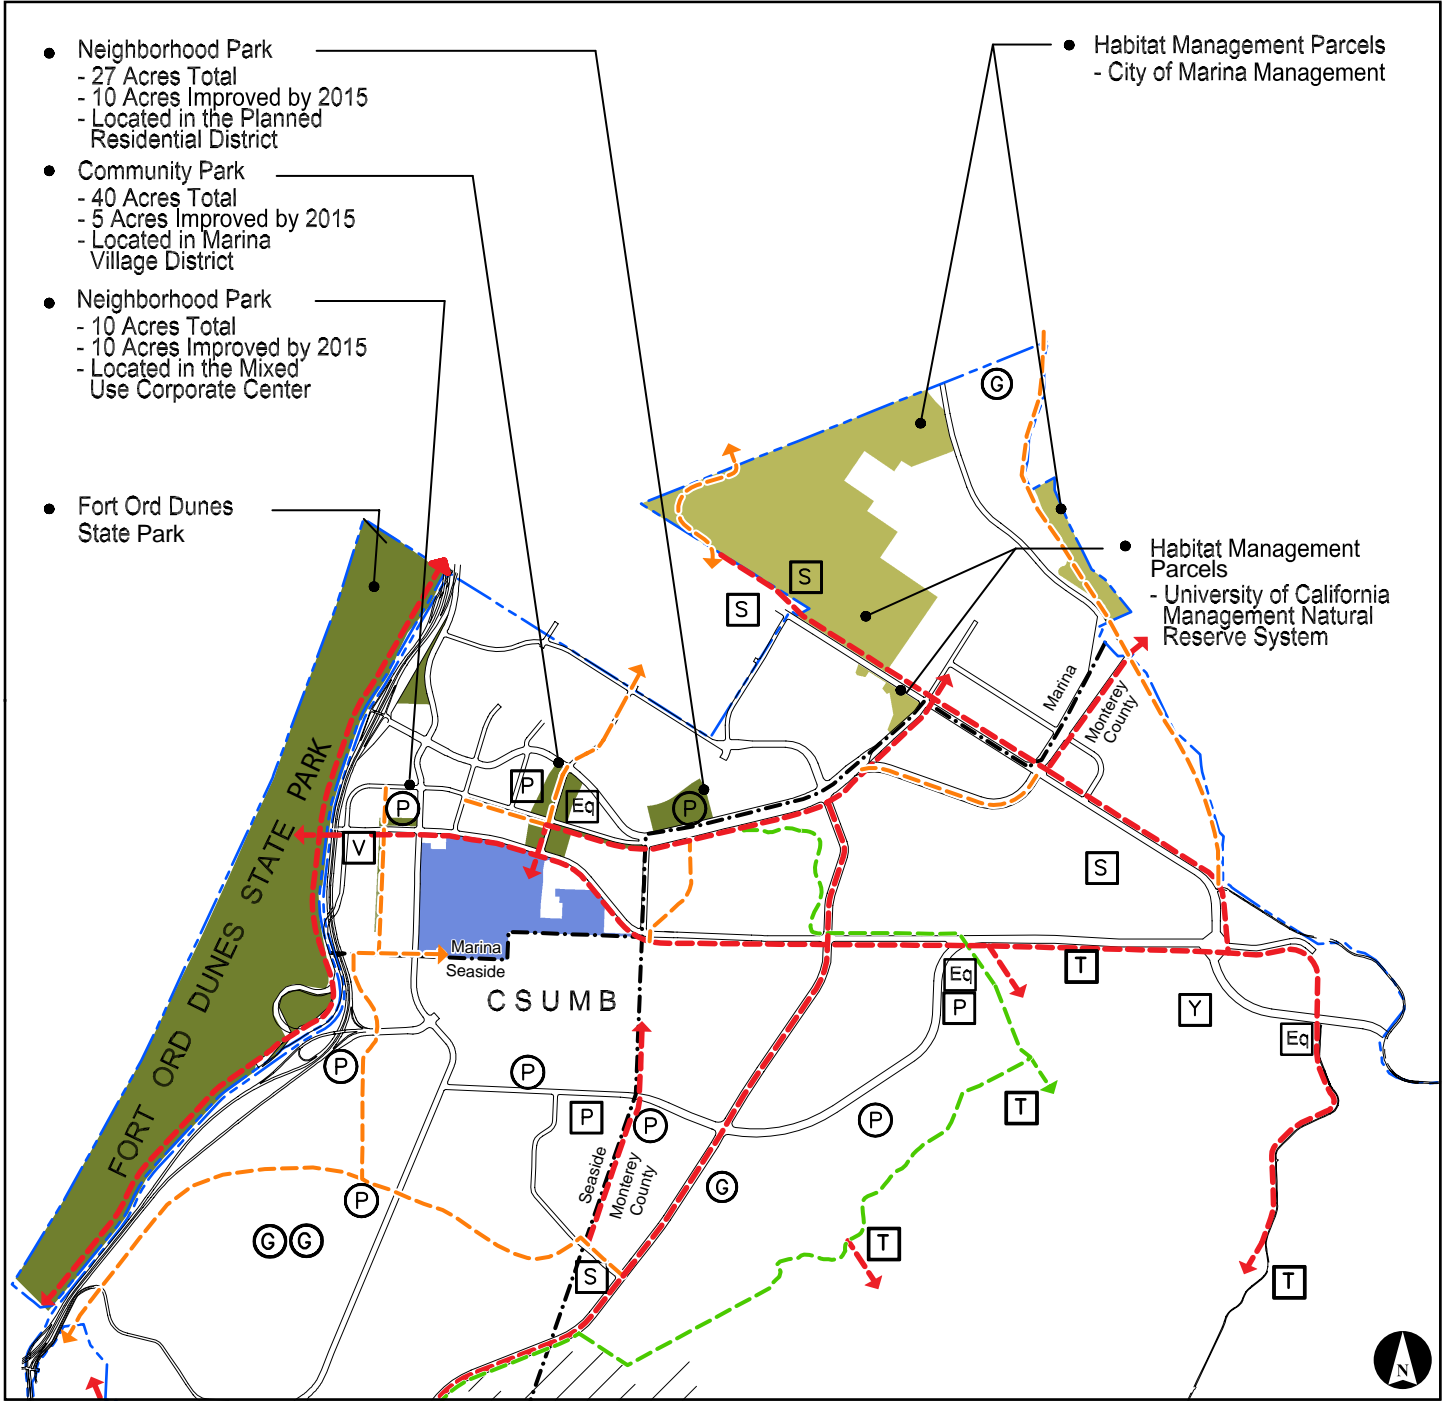 Neighborhood Park
- 27 Acres Total
- 10 Acres Improved by 2015
- Located in the Planned
Residential District
Community Park
- 40 Acres Total
- 5 Acres Improved by 2015
- Located in Marina
Village District
Neighborhood Park
- 10 Acres Total
- 10 Acres Improved by 2015
- Located in the Mixed
Use Corporate Center
Fort Ord Dunes
State Park
Habitat Management Parcels
- City of Marina Management
Habitat Management
Parcels
- University of California
Management Natural
Reserve System
G
S
S
Marina
Monterey
County
P
Eq
P
P
V
S
FORT ORD DUNES STATE PARK
Marina
Seaside
CSUMB
Eq
P
T
Y
Eq
P
P
P
P
P
T
Seaside
Monterey
County
G
P
G G
T
S
T
N